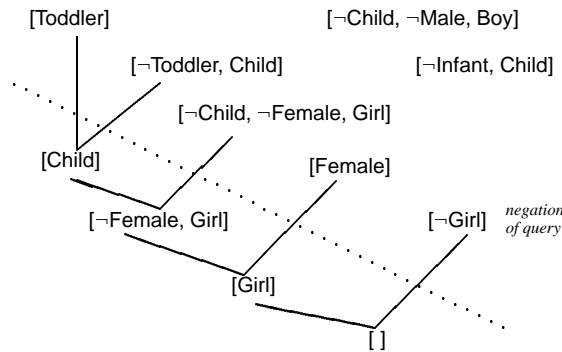 [Toddler] [¬Child, ¬Male, Boy]
[¬Toddler, Child] [¬Infant, Child]
[¬Child, ¬Female, Girl]
[Child] [Female]
[¬Female, Girl] [¬Girl] negation
of query
[Girl]
[ ]